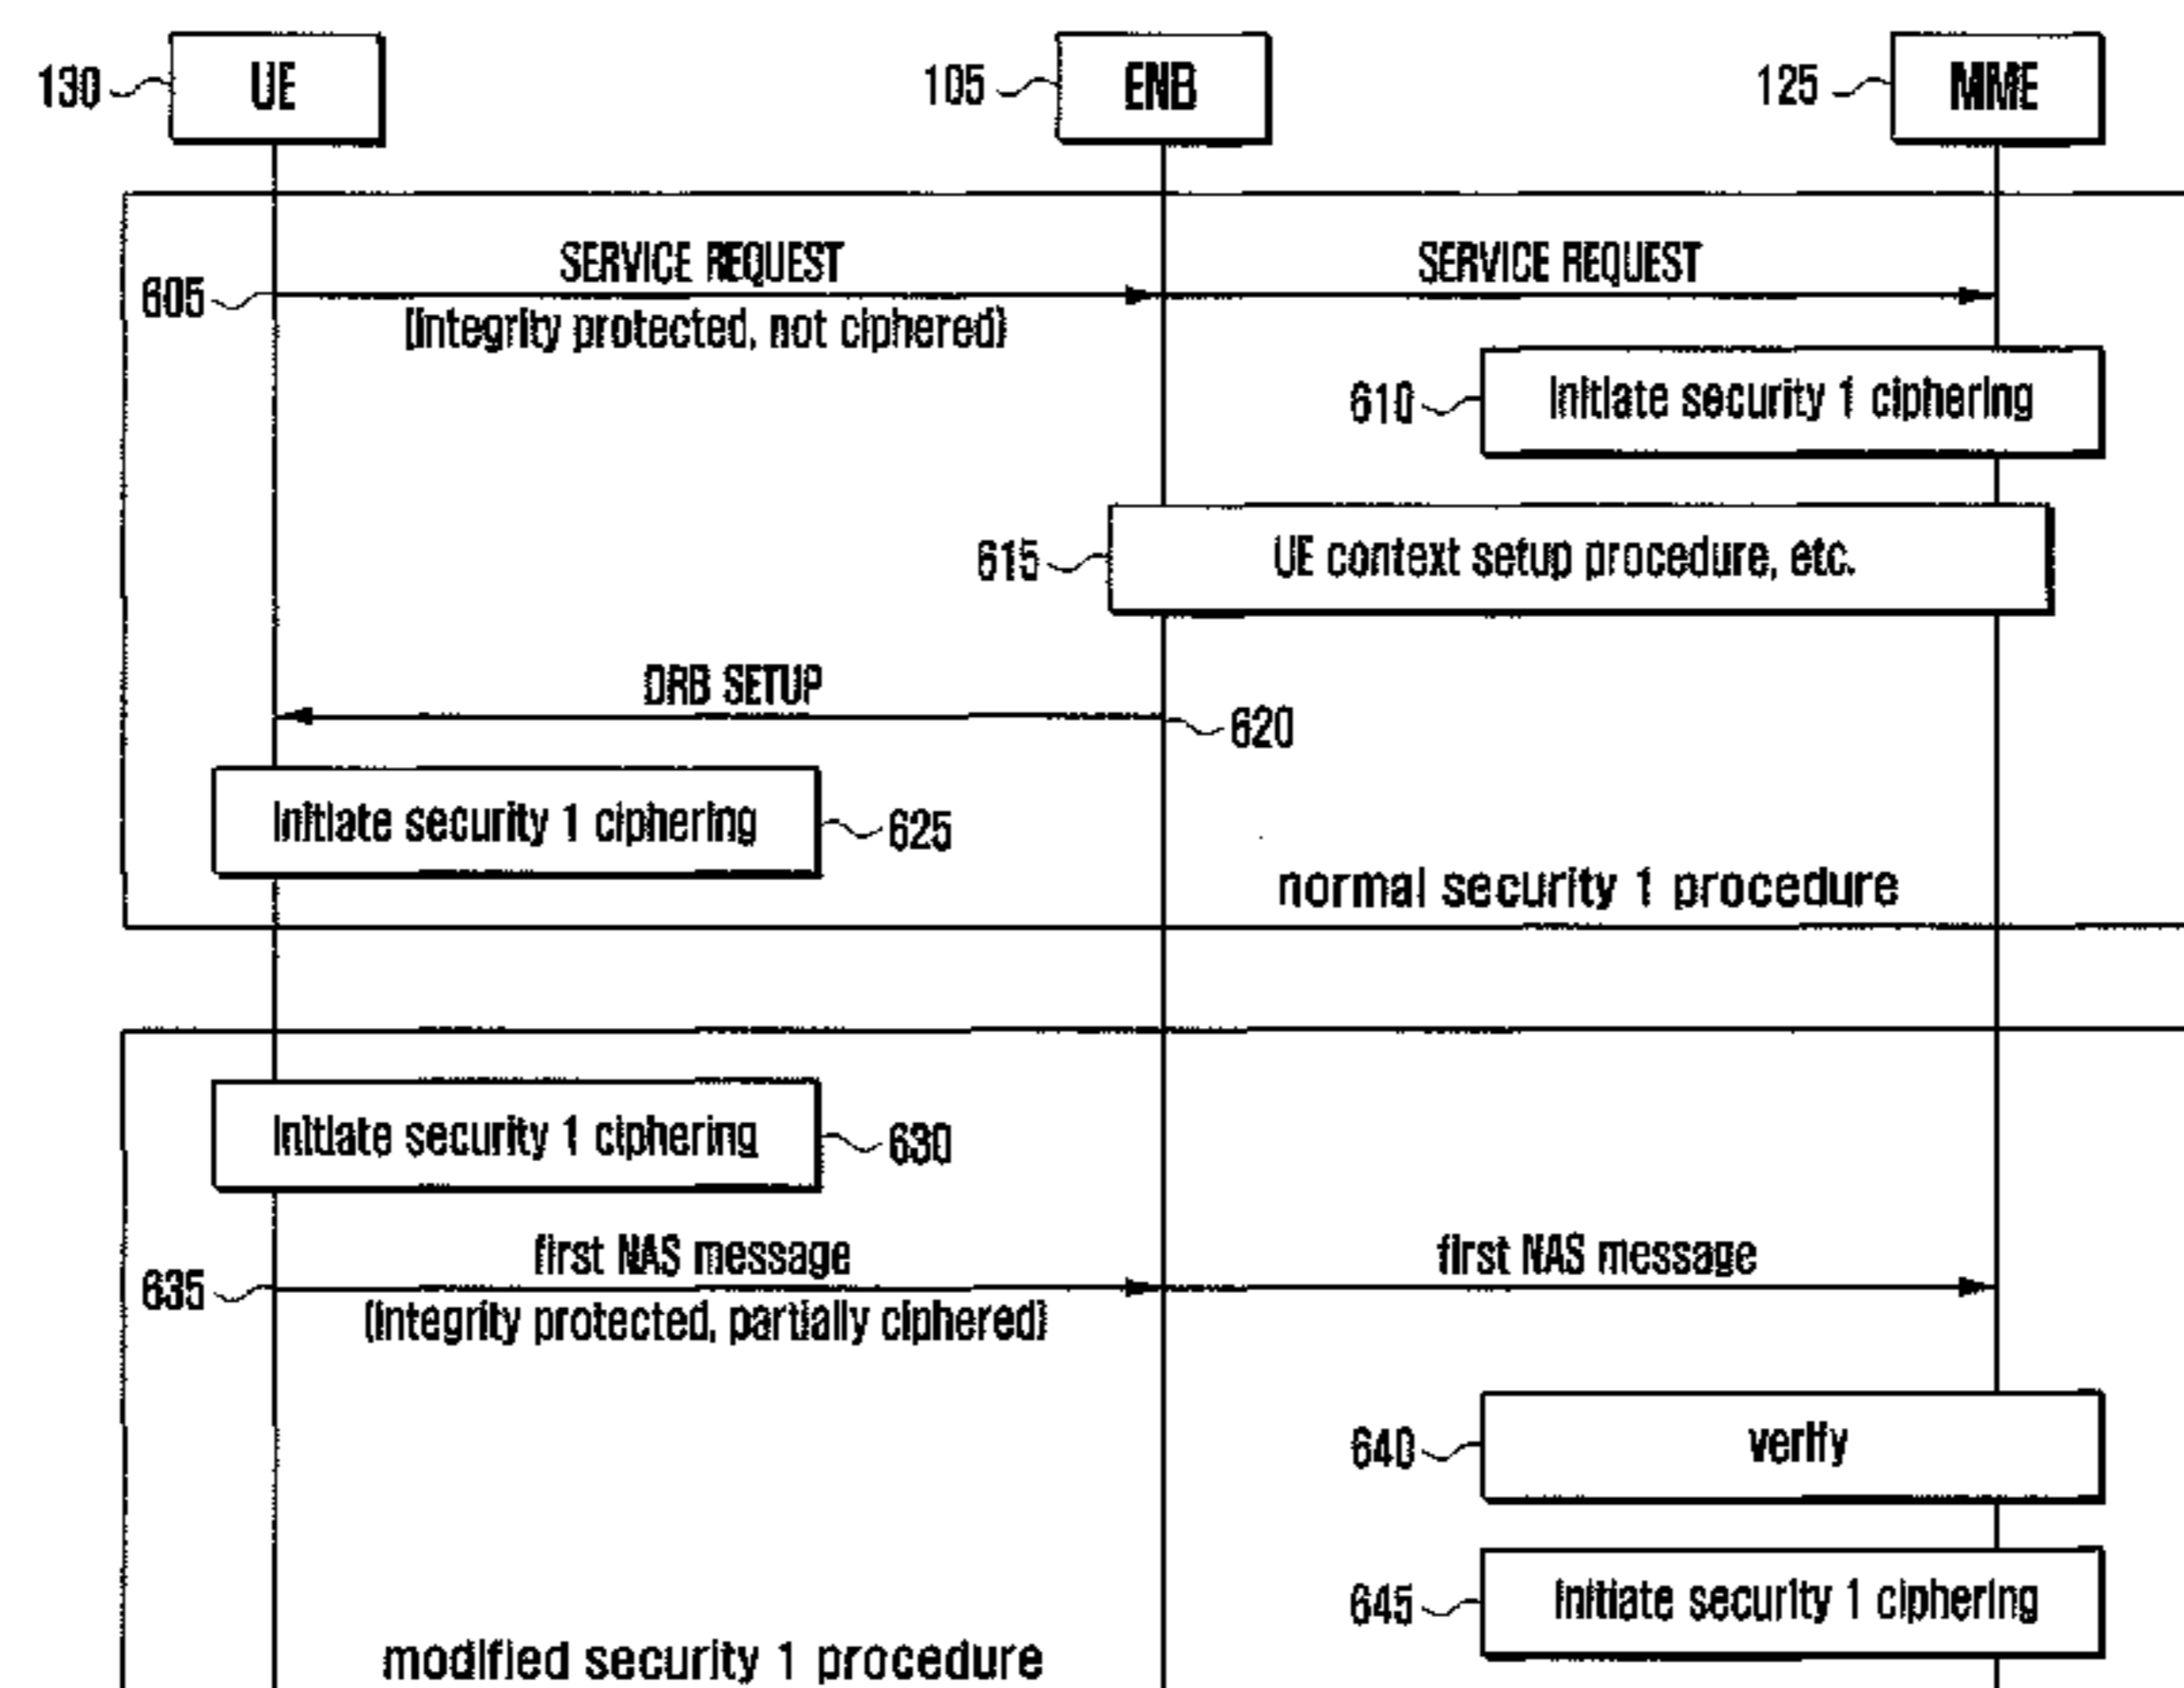 130 UE 105 ENB 125 MME
SERVICE REQUEST SERVICE REQUEST
605
(integrity protected, not ciphered)
610 Initiate security 1 ciphering
615 UE context setup procedure, etc.
DRB SETUP
620
Initiate security 1 ciphering 625
normal security 1 procedure
Initiate security 1 ciphering 630
first NAS message first NAS message
635
(integrity protected, partially ciphered)
640 verify
645 Initiate security 1 ciphering
modified security 1 procedure